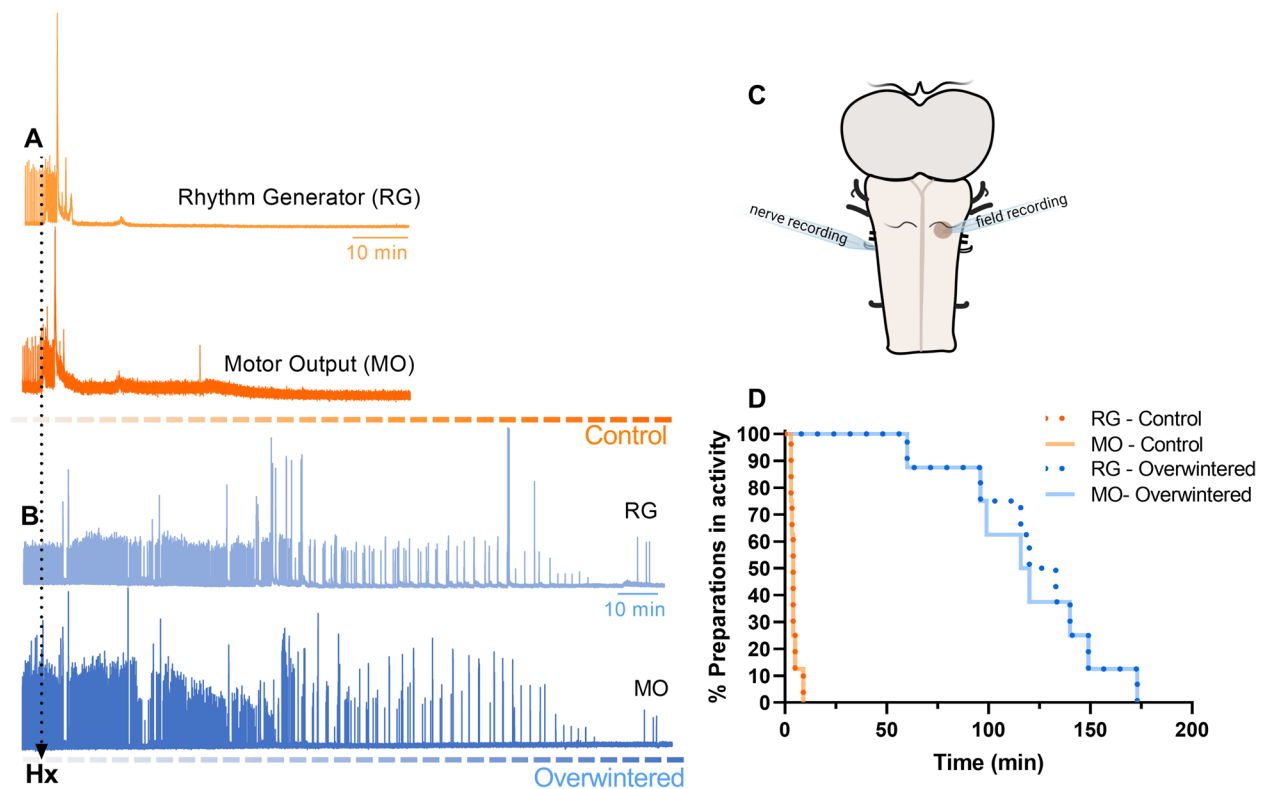 A
Rhythm Generator (RG)
10 min
Motor Output (MO)
Control
B
RG
10 min
MO
Hx
Overwintered
C
nerve recording
field recording
D
% Preparations in activity
100
90
80
70
60
50
40
30
20
10
0
0 50 100 150 200
Time (min)
RG - Control
MO - Control
RG - Overwintered
MO- Overwintered